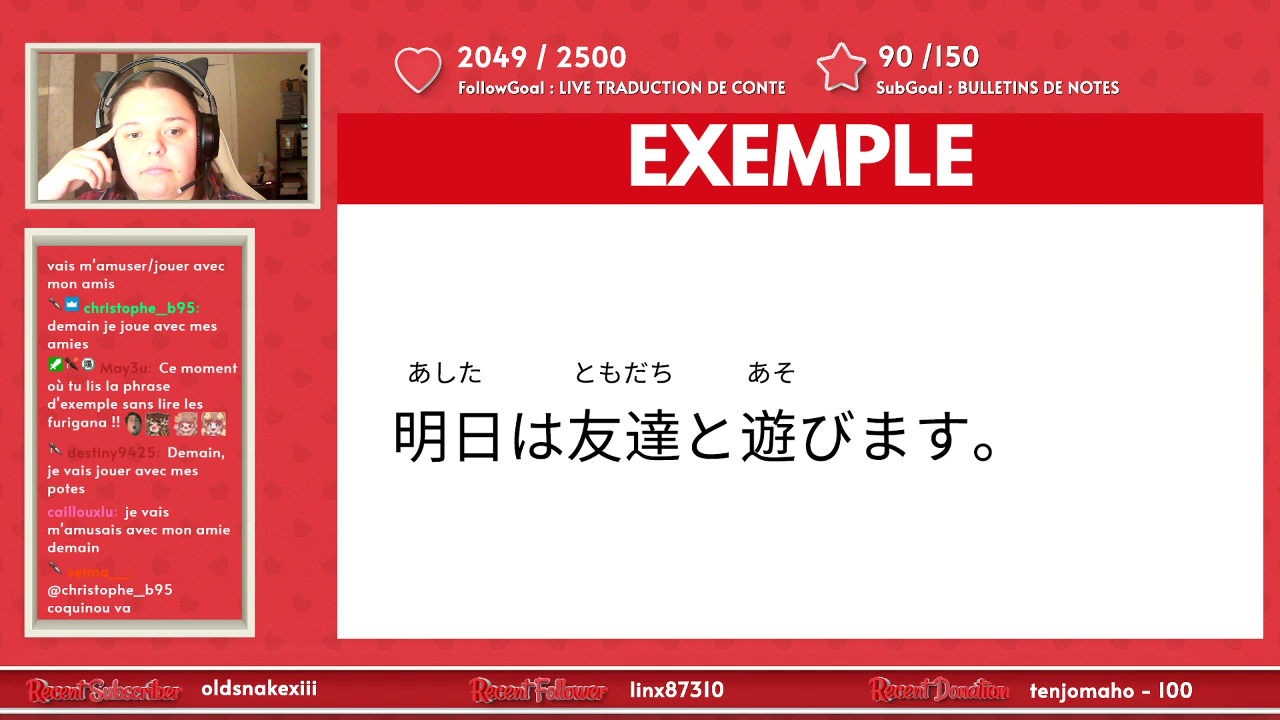 2049 / 2500
FollowGoal : LIVE TRADUCTION DE CONTE
90 /150
SubGoal : BULLETINS DE NOTES
EXEMPLE
あした ともだち あそ
明日は友達と遊びます。
vais m'amuser/jouer avec
mon amis
christophe__b95:
demain je joue avec mes
amies
May3u: Ce moment
où tu lis la phrase
d'exemple sans lire les
furigana !!
destiny9425: Demain,
je vais jouer avec mes
potes
caillouxlu: je vais
m'amusais avec mon amie
demain
seima___:
@christophe__b95
coquinou va
Recent Subscriber oldsnakexiii
Recent Follower linx87310
Recent Donation tenjomaho - 100